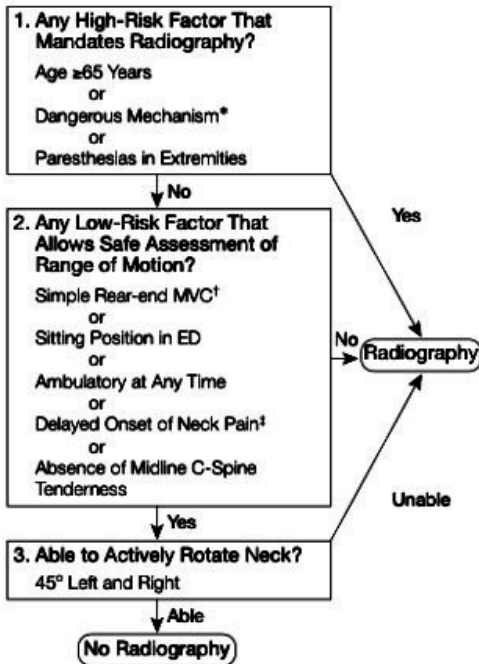 1. Any High-Risk Factor That
Mandates Radiography?
Age ≥65 Years
or
Dangerous Mechanism*
or
Paresthesias in Extremities
No
Yes
2. Any Low-Risk Factor That
Allows Safe Assessment of
Range of Motion?
Simple Rear-end MVC†
or
Sitting Position in ED
or
Ambulatory at Any Time
or
Delayed Onset of Neck Pain‡
or
Absence of Midline C-Spine
Tenderness
No
Radiography
Yes
Unable
3. Able to Actively Rotate Neck?
45° Left and Right
Able
No Radiography